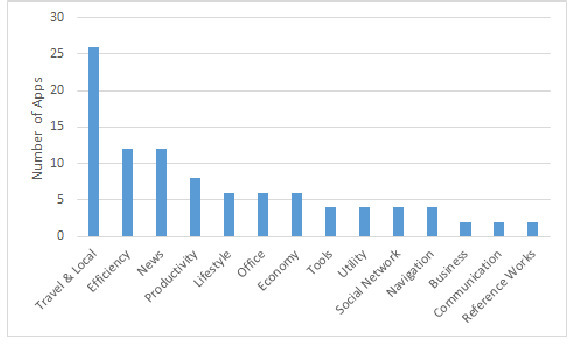 30
25
20
15
10
5
0
Number of Apps
Travel & Local
Efficiency
News
Productivity
Lifestyle
Office
Economy
Tools
Utility
Social Network
Navigation
Business
Communication
Reference Works